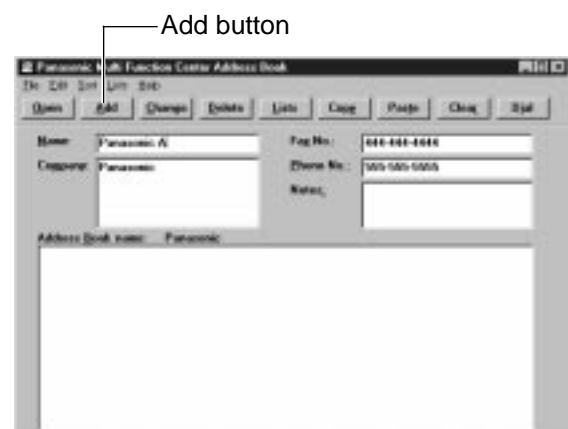 Add button
Panasonic Multi Function Center Address Book
File Edit Sort Lists Help
Open Add Change Delete Lists Copy Paste Clear Dial
Name: Panasonic A Fax No.: 444-444-4444
Company: Panasonic Phone No.: 555-555-5555
Notes:
Address Book name: Panasonic